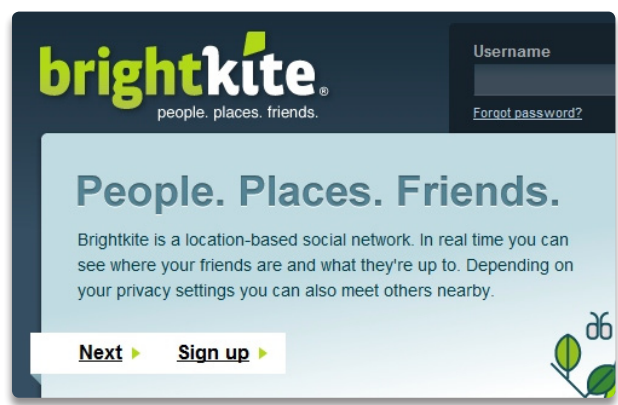 brightkite®
people. places. friends.
Username
Forgot password?
People. Places. Friends.
Brightkite is a location-based social network. In real time you can
see where your friends are and what they're up to. Depending on
your privacy settings you can also meet others nearby.
Next Sign up